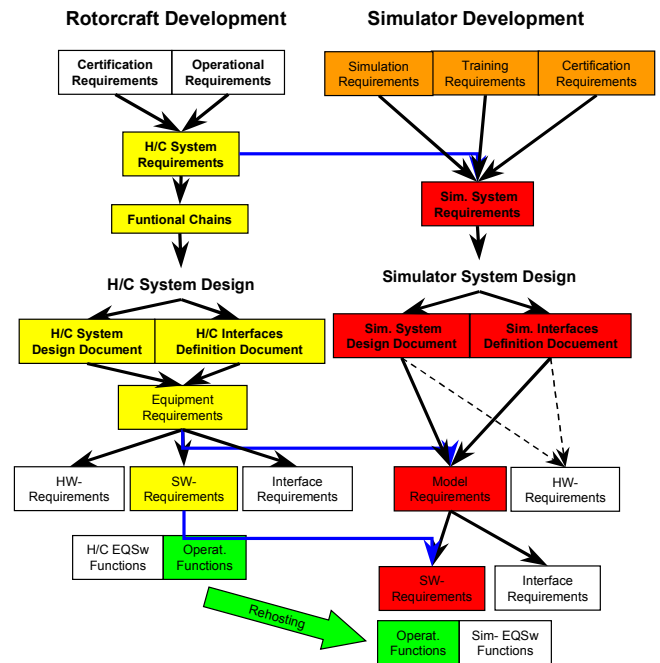 Rotorcraft Development
Simulator Development
Certification
Requirements
Operational
Requirements
Simulation
Requirements
Training
Requirements
Certification
Requirements
H/C System
Requirements
Sim. System
Requirements
Funtional Chains
H/C System Design
Simulator System Design
H/C System
Design Document
H/C Interfaces
Definition Document
Sim. System
Design Document
Sim. Interfaces
Definition Docuement
Equipment
Requirements
HW-
Requirements
SW-
Requirements
Interface
Requirements
Model
Requirements
HW-
Requirements
H/C EQSw
Functions
Operat.
Functions
SW-
Requirements
Interface
Requirements
Rehosting
Operat.
Functions
Sim- EQSw
Functions